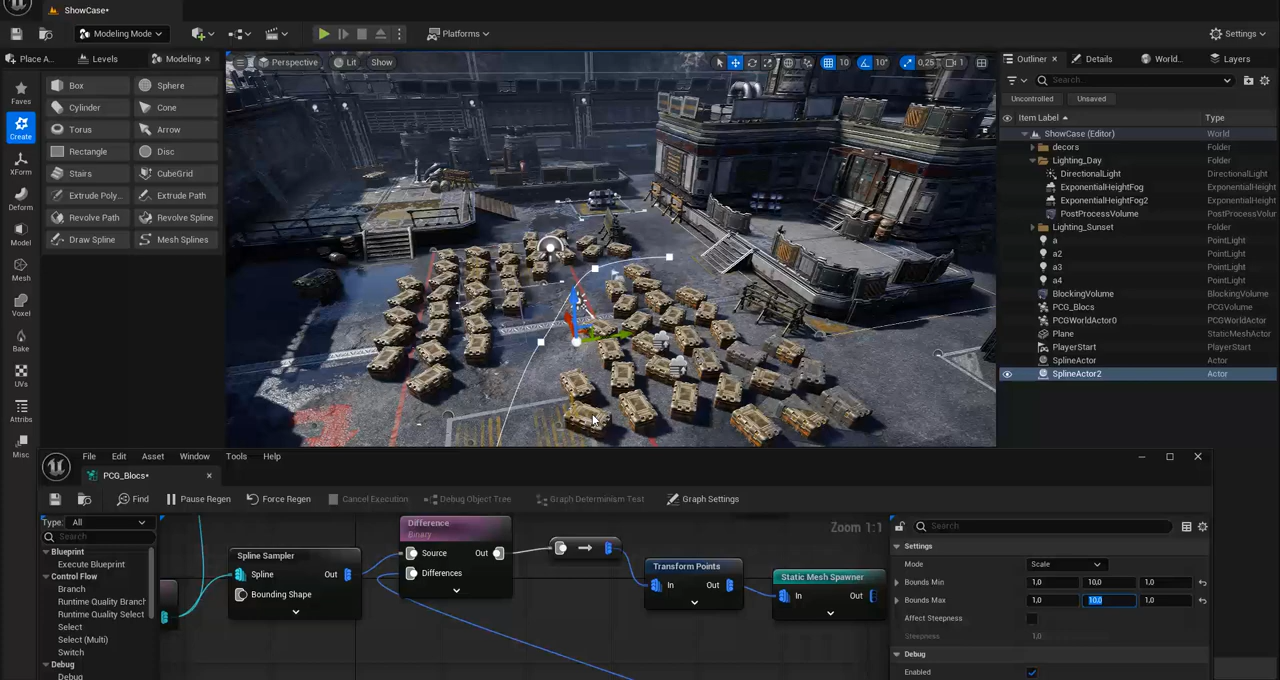 ShowCase*
Modeling Mode
Platforms
Settings
Place A...
Levels
Modeling
Perspective
Lit
Show
10
10°
0,25
1
Outliner
Details
World...
Layers
Search...
Uncontrolled
Unsaved
Item Label
Type
Faves
Create
XForm
Deform
Model
Mesh
Voxel
Bake
UVs
Attribs
Misc
Box
Sphere
Cylinder
Cone
Torus
Arrow
Rectangle
Disc
Stairs
CubeGrid
Extrude Poly...
Extrude Path
Revolve Path
Revolve Spline
Draw Spline
Mesh Splines
ShowCase (Editor)
World
decors
Folder
Lighting_Day
Folder
DirectionalLight
DirectionalLight
ExponentialHeightFog
ExponentialHeight
ExponentialHeightFog2
ExponentialHeight
PostProcessVolume
PostProcessVolu
Lighting_Sunset
Folder
a
PointLight
a2
PointLight
a3
PointLight
a4
PointLight
BlockingVolume
BlockingVolume
PCG_Blocs
PCGVolume
PCGWorldActor0
PCGWorldActor
Plane
StaticMeshActor
PlayerStart
PlayerStart
SplineActor
Actor
SplineActor2
Actor
File Edit Asset Window Tools Help
PCG_Blocs*
Find
Pause Regen
Force Regen
Cancel Execution
Debug Object Tree
Graph Determinism Test
Graph Settings
Type: All
Search
Blueprint
Execute Blueprint
Control Flow
Branch
Runtime Quality Branch
Runtime Quality Select
Select
Select (Multi)
Switch
Debug
Debug
Spline Sampler
Spline
Out
Bounding Shape
Difference
Binary
Source
Out
Differences
Transform Points
In
Out
Static Mesh Spawner
In
Out
Zoom 1:1
Search
Settings
Mode
Scale
Bounds Min
1,0
10,0
1,0
Bounds Max
1,0
10,0
1,0
Affect Steepness
Steepness
1,0
Debug
Enabled